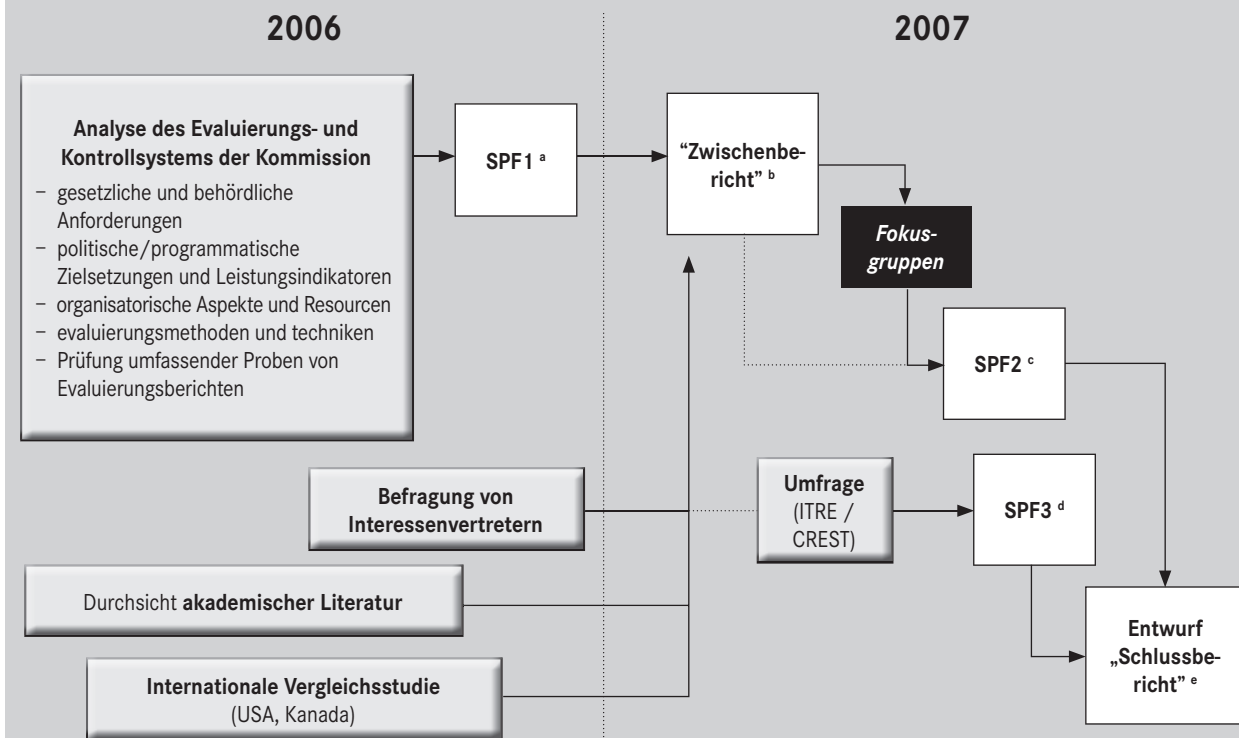 2006
2007
Analyse des Evaluierungs- und
Kontrollsystems der Kommission
– gesetzliche und behördliche
Anforderungen
– politische/programmatische
Zielsetzungen und Leistungsindikatoren
– organisatorische Aspekte und Resourcen
– evaluierungsmethoden und techniken
– Prüfung umfassender Proben von
Evaluierungsberichten
SPF1 a
“Zwischenbe-
richt” b
Fokus-
gruppen
SPF2 c
Befragung von
Interessenvertretern
Umfrage
(ITRE /
CREST)
SPF3 d
Durchsicht akademischer Literatur
Internationale Vergleichsstudie
(USA, Kanada)
Entwurf
„Schlussbe-
richt” e